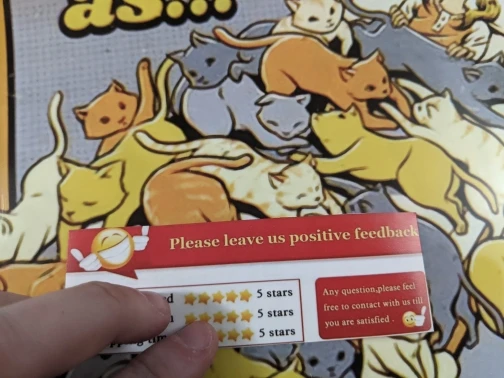 as...
Please leave us positive feedback
5 stars
5 stars
5 stars
Any question,please feel
free to contact with us till
you are satisfied .